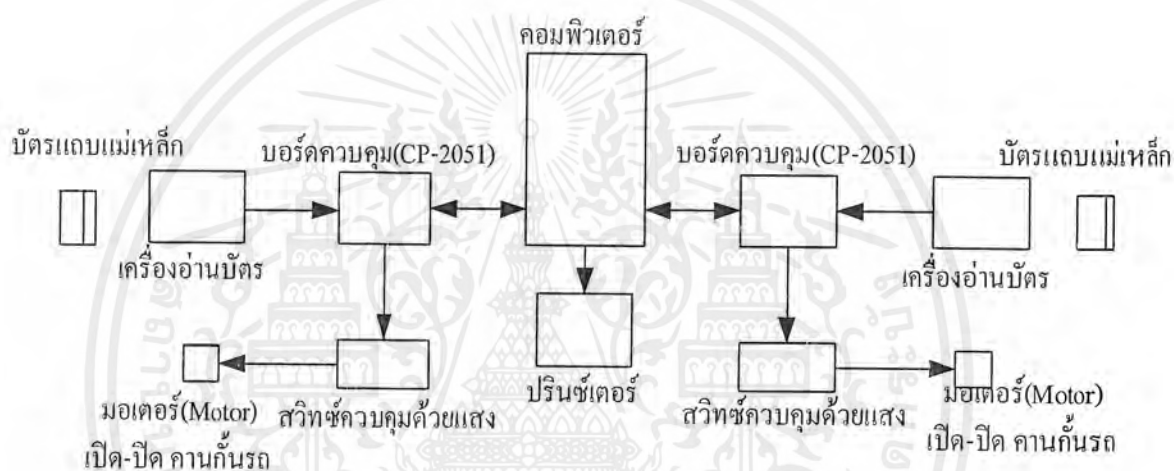 คอมพิวเตอร์
บัตรแถบแม่เหล็ก
บอร์ดควบคุม(CP-2051)
บอร์ดควบคุม(CP-2051)
บัตรแถบแม่เหล็ก
เครื่องอ่านบัตร
เครื่องอ่านบัตร
มอเตอร์(Motor)
เปิด-ปิด คานกั้นรถ
สวิทซ์ควบคุมด้วยแสง
ปรินซ์เตอร์
สวิทซ์ควบคุมด้วยแสง
มอเตอร์(Motor)
เปิด-ปิด คานกั้นรถ